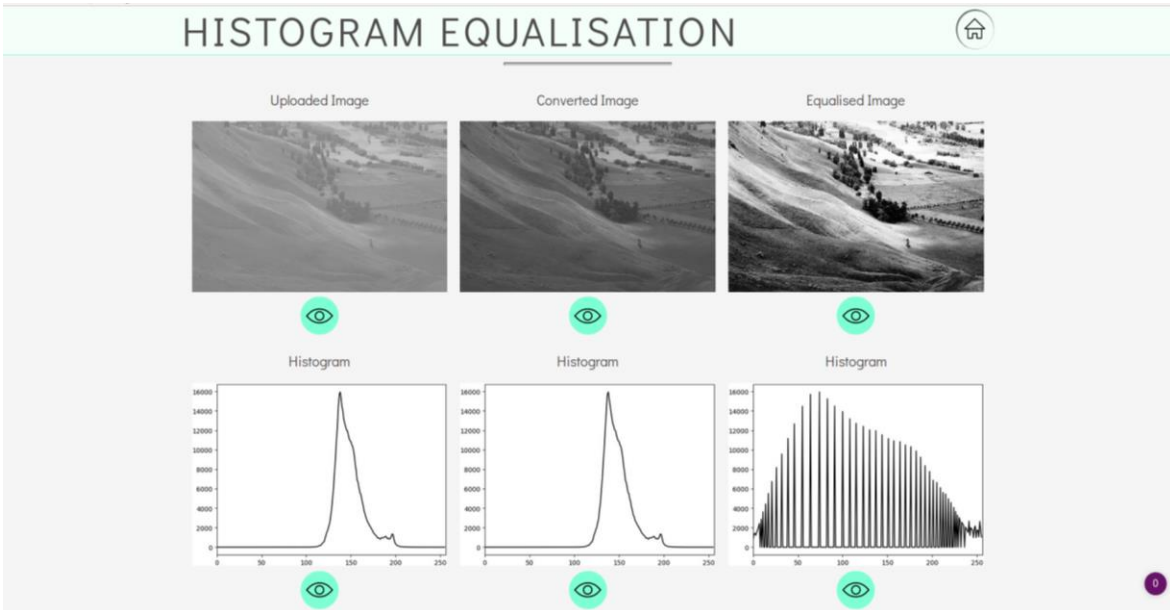 HISTOGRAM EQUALISATION
Uploaded Image Converted Image Equalised Image
Histogram Histogram Histogram
16000 16000 16000
14000 14000 14000
12000 12000 12000
10000 10000 10000
8000 8000 8000
6000 6000 6000
4000 4000 4000
2000 2000 2000
0 0 0
0 50 100 150 200 250 0 50 100 150 200 250 0 50 100 150 200 250
0